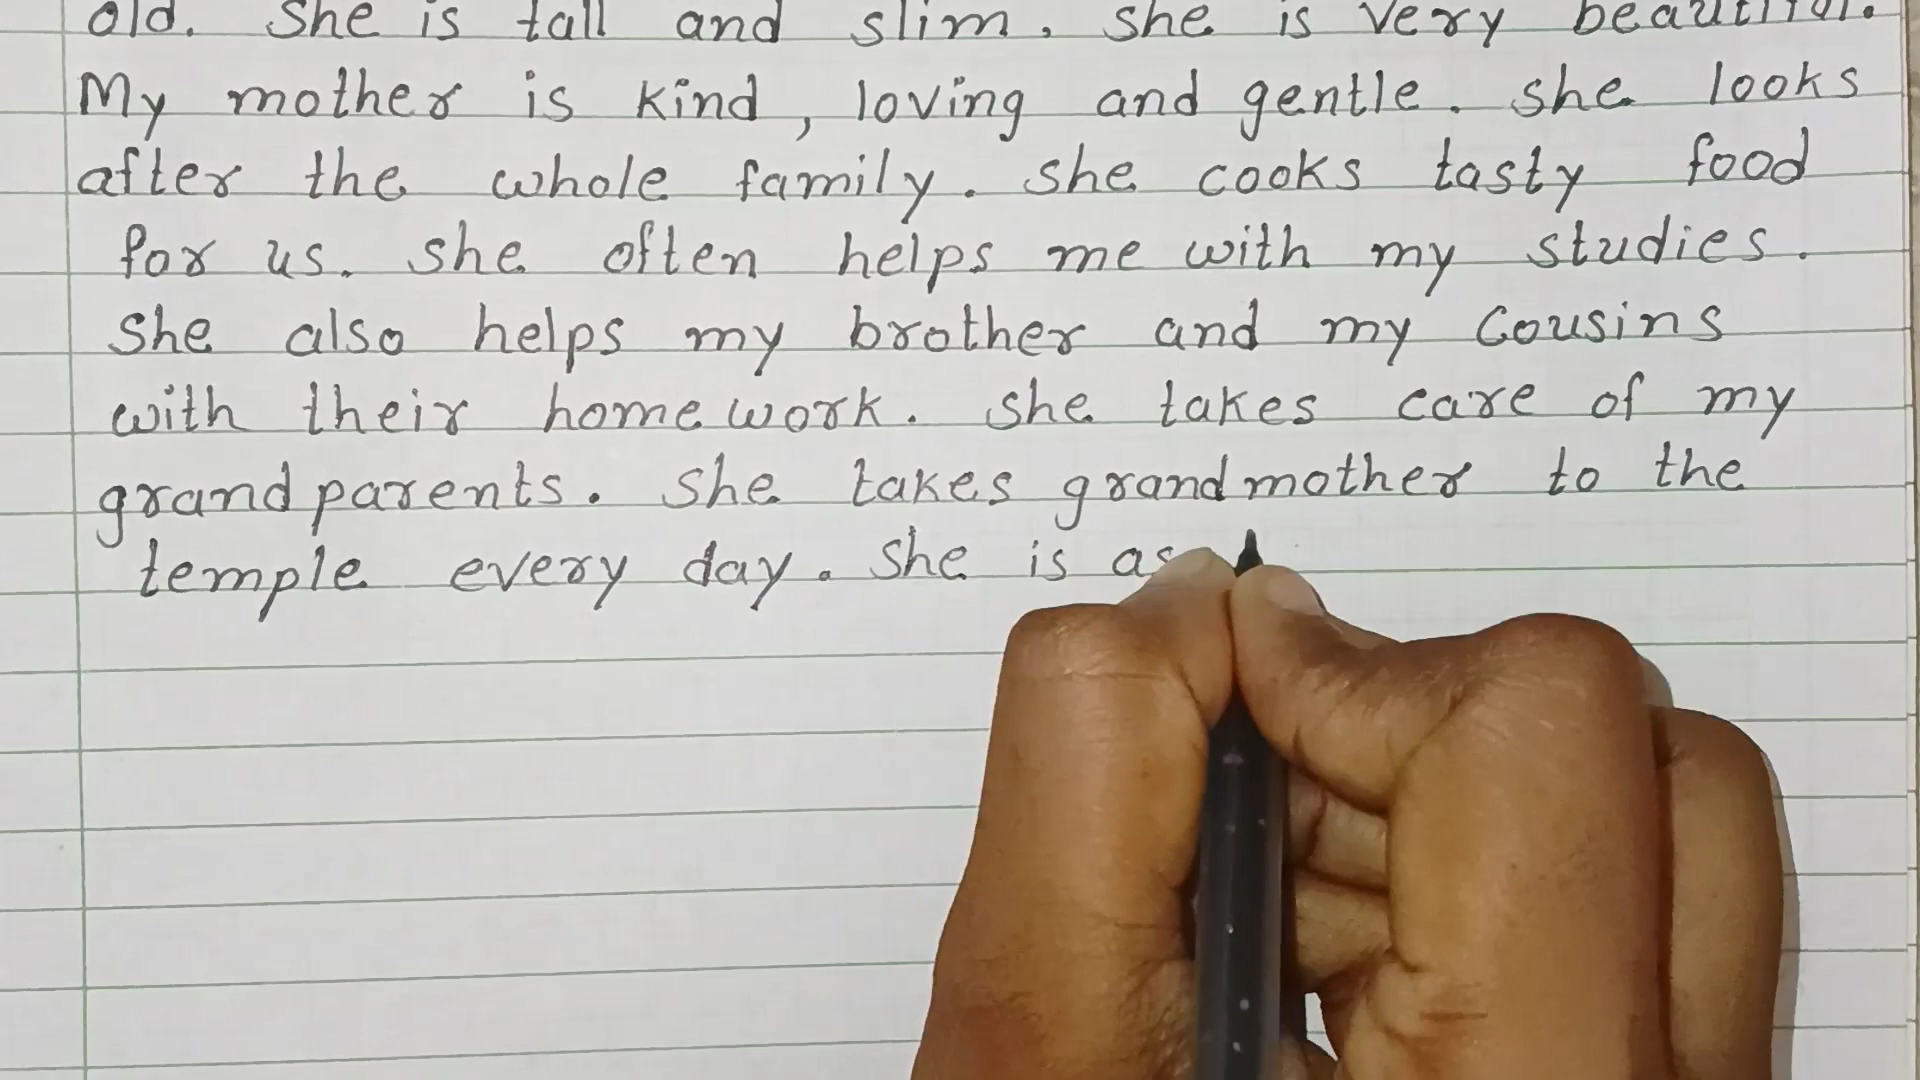 old. She is tall and slim. She is very beautiful.
My mother is kind, loving and gentle. She looks
after the whole family. She cooks tasty food
for us. She often helps me with my studies.
She also helps my brother and my cousins
with their homework. She takes care of my
grandparents. She takes grandmother to the
temple every day. She is as